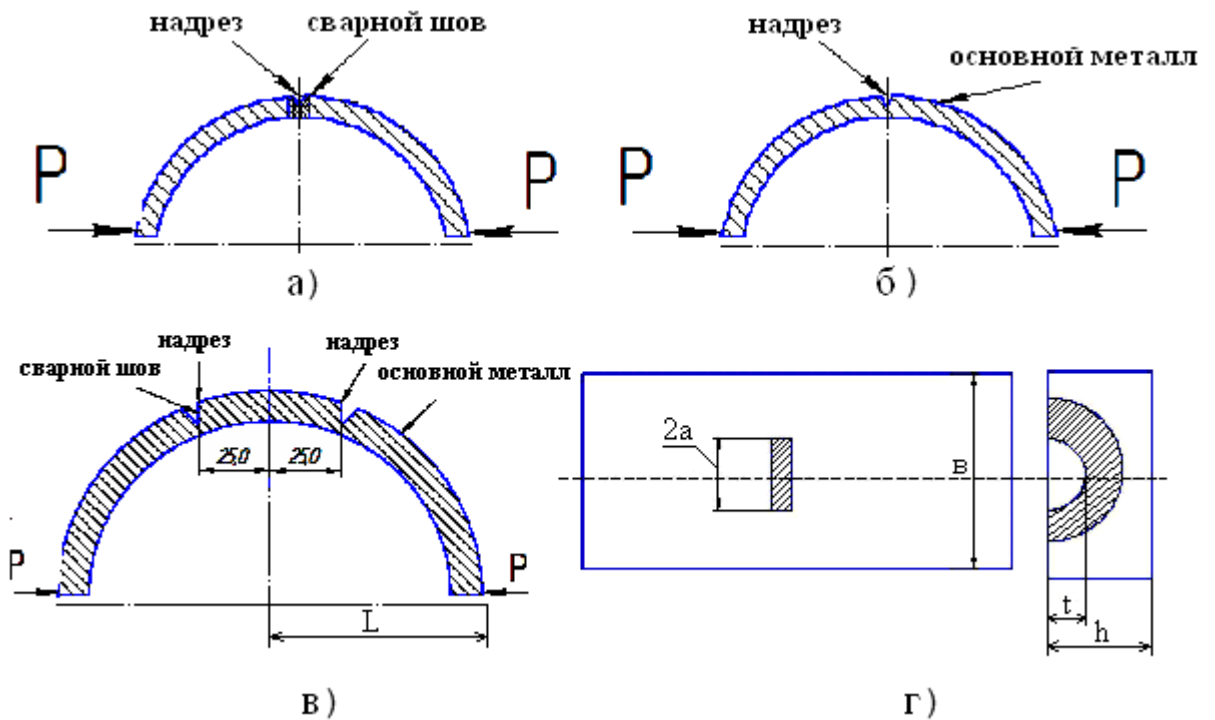 надрез сварной шов
P P
а)
надрез
основной металл
P P
б )
надрез
надрез
сварной шов
основной металл
25,0 25,0
P P
L
в )
2а
в
t
h
г )